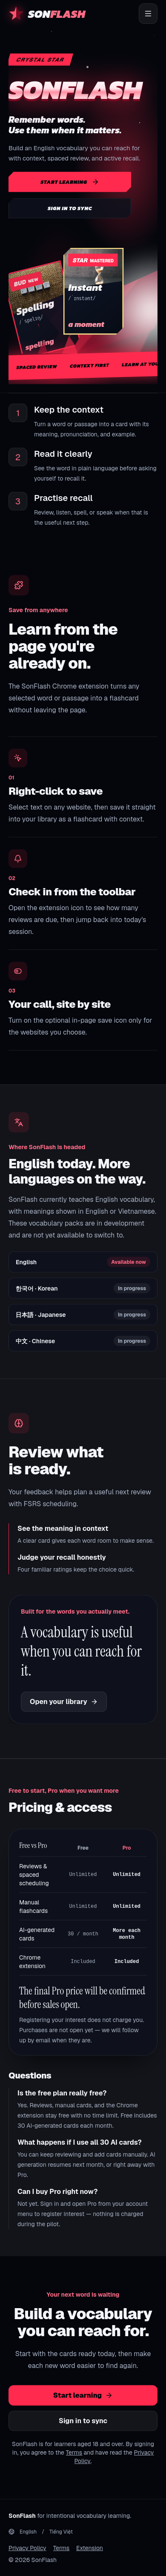 SONFLASH
CRYSTAL STAR
SONFLASH
Remember words.
Use them when it matters.
Build an English vocabulary you can reach for
with context, spaced review, and active recall.
START LEARNING →
SIGN IN TO SYNC
BUD NEW
Spelling
spelling
STAR MASTERED
Instant
/ ˈɪnstənt/
a moment
SPACED REVIEW
CONTEXT FIRST
LEARN AT YOU
1
Keep the context
Turn a word or passage into a card with its
meaning, pronunciation, and example.
2
Read it clearly
See the word in plain language before asking
yourself to recall it.
3
Practise recall
Review, listen, spell, or speak when that is
the useful next step.
Save from anywhere
Learn from the
page you're
already on.
The SonFlash Chrome extension turns any
selected word or passage into a flashcard
without leaving the page.
01
Right-click to save
Select text on any website, then save it straight
into your library as a flashcard with context.
02
Check in from the toolbar
Open the extension icon to see how many
reviews are due, then jump back into today's
session.
03
Your call, site by site
Turn on the optional in-page save icon only for
the websites you choose.
Where SonFlash is headed
English today. More
languages on the way.
SonFlash currently teaches English vocabulary,
with meanings shown in English or Vietnamese.
These vocabulary packs are in development
and are not yet available to switch to.
English
Available now
한국어 · Korean
In progress
日本語 · Japanese
In progress
中文 · Chinese
In progress
Review what
is ready.
Your feedback helps plan a useful next review
with FSRS scheduling.
See the meaning in context
A clear card gives each word room to make sense.
Judge your recall honestly
Four familiar ratings keep the choice quick.
Built for the words you actually meet.
A vocabulary is useful
when you can reach for
it.
Open your library →
Free to start, Pro when you want more
Pricing & access
Free vs Pro
Free
Pro
Reviews &
spaced
scheduling
Unlimited
Unlimited
Manual
flashcards
Unlimited
Unlimited
AI-generated
cards
30 / month
More each
month
Chrome
extension
Included
Included
The final Pro price will be confirmed
before sales open.
Registering your interest does not charge you.
Purchases are not open yet — we will follow
up by email when they are.
Questions
Is the free plan really free?
Yes. Reviews, manual cards, and the Chrome
extension stay free with no time limit. Free includes
30 AI-generated cards each month.
What happens if I use all 30 AI cards?
You can keep reviewing and add cards manually. AI
generation resumes next month, or right away with
Pro.
Can I buy Pro right now?
Not yet. Sign in and open Pro from your account
menu to register interest — nothing is charged
during the pilot.
Your next word is waiting
Build a vocabulary
you can reach for.
Start with the cards ready today, then make
each new word easier to find again.
Start learning →
Sign in to sync
SonFlash is for learners aged 18 and over. By signing
in, you agree to the Terms and have read the Privacy
Policy.
SonFlash for intentional vocabulary learning.
English / Tiếng Việt
Privacy Policy Terms Extension
© 2026 SonFlash